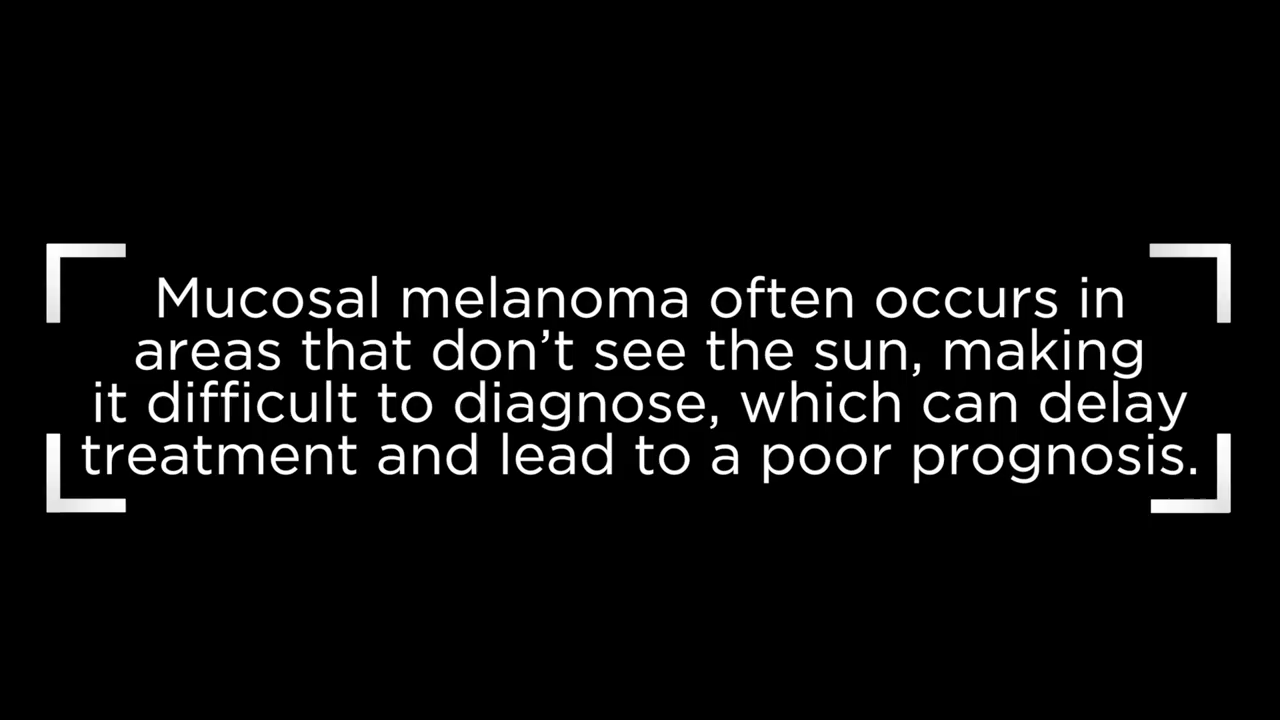 Mucosal melanoma often occurs in
areas that don’t see the sun, making
it difficult to diagnose, which can delay
treatment and lead to a poor prognosis.